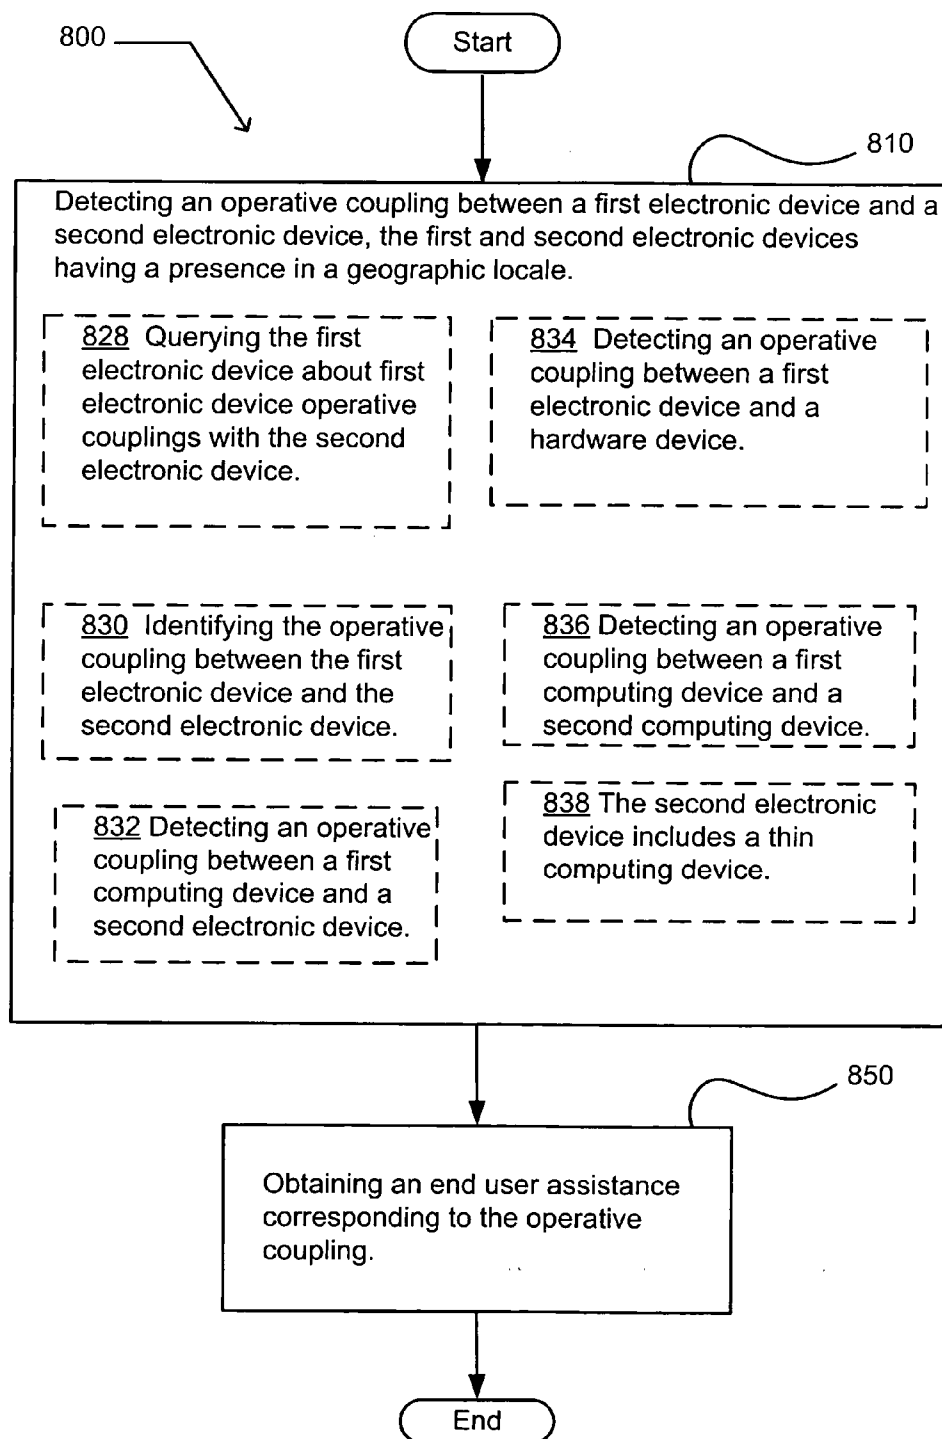 800
Start
810
Detecting an operative coupling between a first electronic device and a
second electronic device, the first and second electronic devices
having a presence in a geographic locale.
828 Querying the first
electronic device about first
electronic device operative
couplings with the second
electronic device.
834 Detecting an operative
coupling between a first
electronic device and a
hardware device.
830 Identifying the operative
coupling between the first
electronic device and the
second electronic device.
836 Detecting an operative
coupling between a first
computing device and a
second computing device.
832 Detecting an operative
coupling between a first
computing device and a
second electronic device.
838 The second electronic
device includes a thin
computing device.
850
Obtaining an end user assistance
corresponding to the operative
coupling.
End